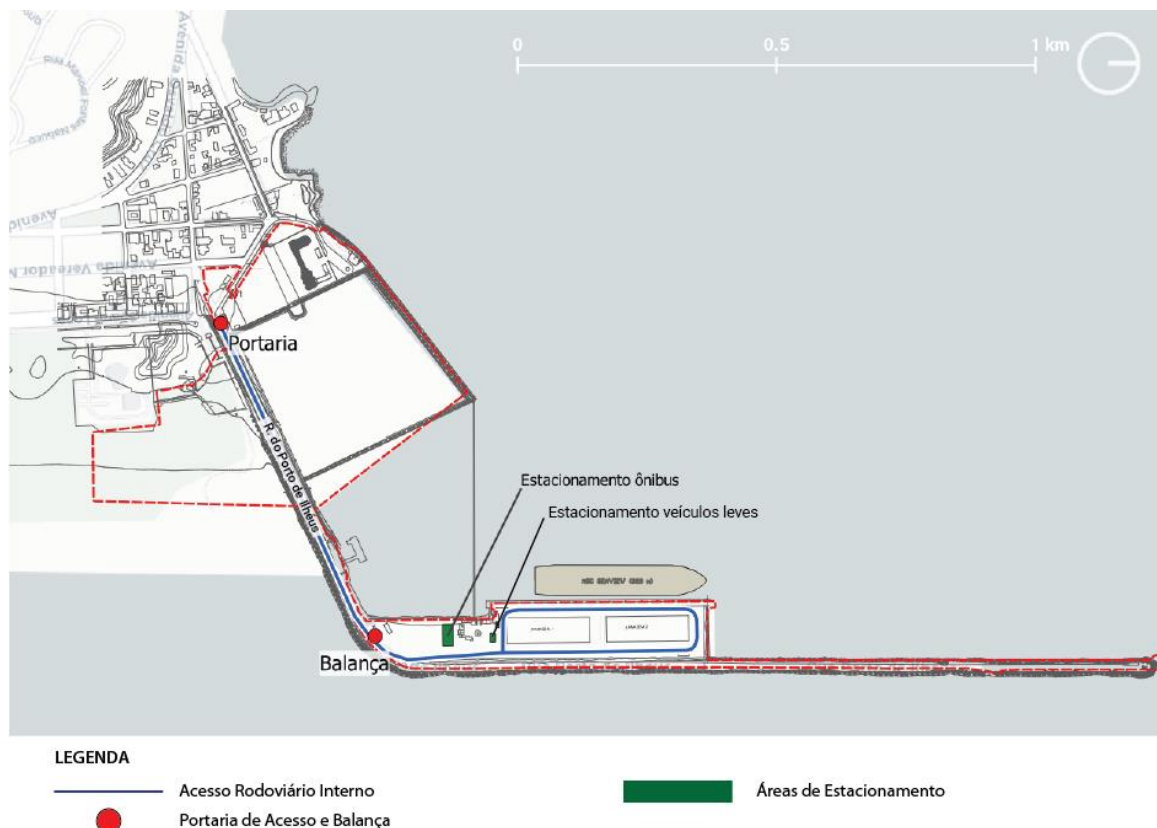 0
0.5
1 km
Avenida
Avenida Vereador
Portaria
R. do Porto de Ilhéus
Estacionamento ônibus
Estacionamento veículos leves
Balança
LEGENDA
Acesso Rodoviário Interno
Áreas de Estacionamento
Portaria de Acesso e Balança